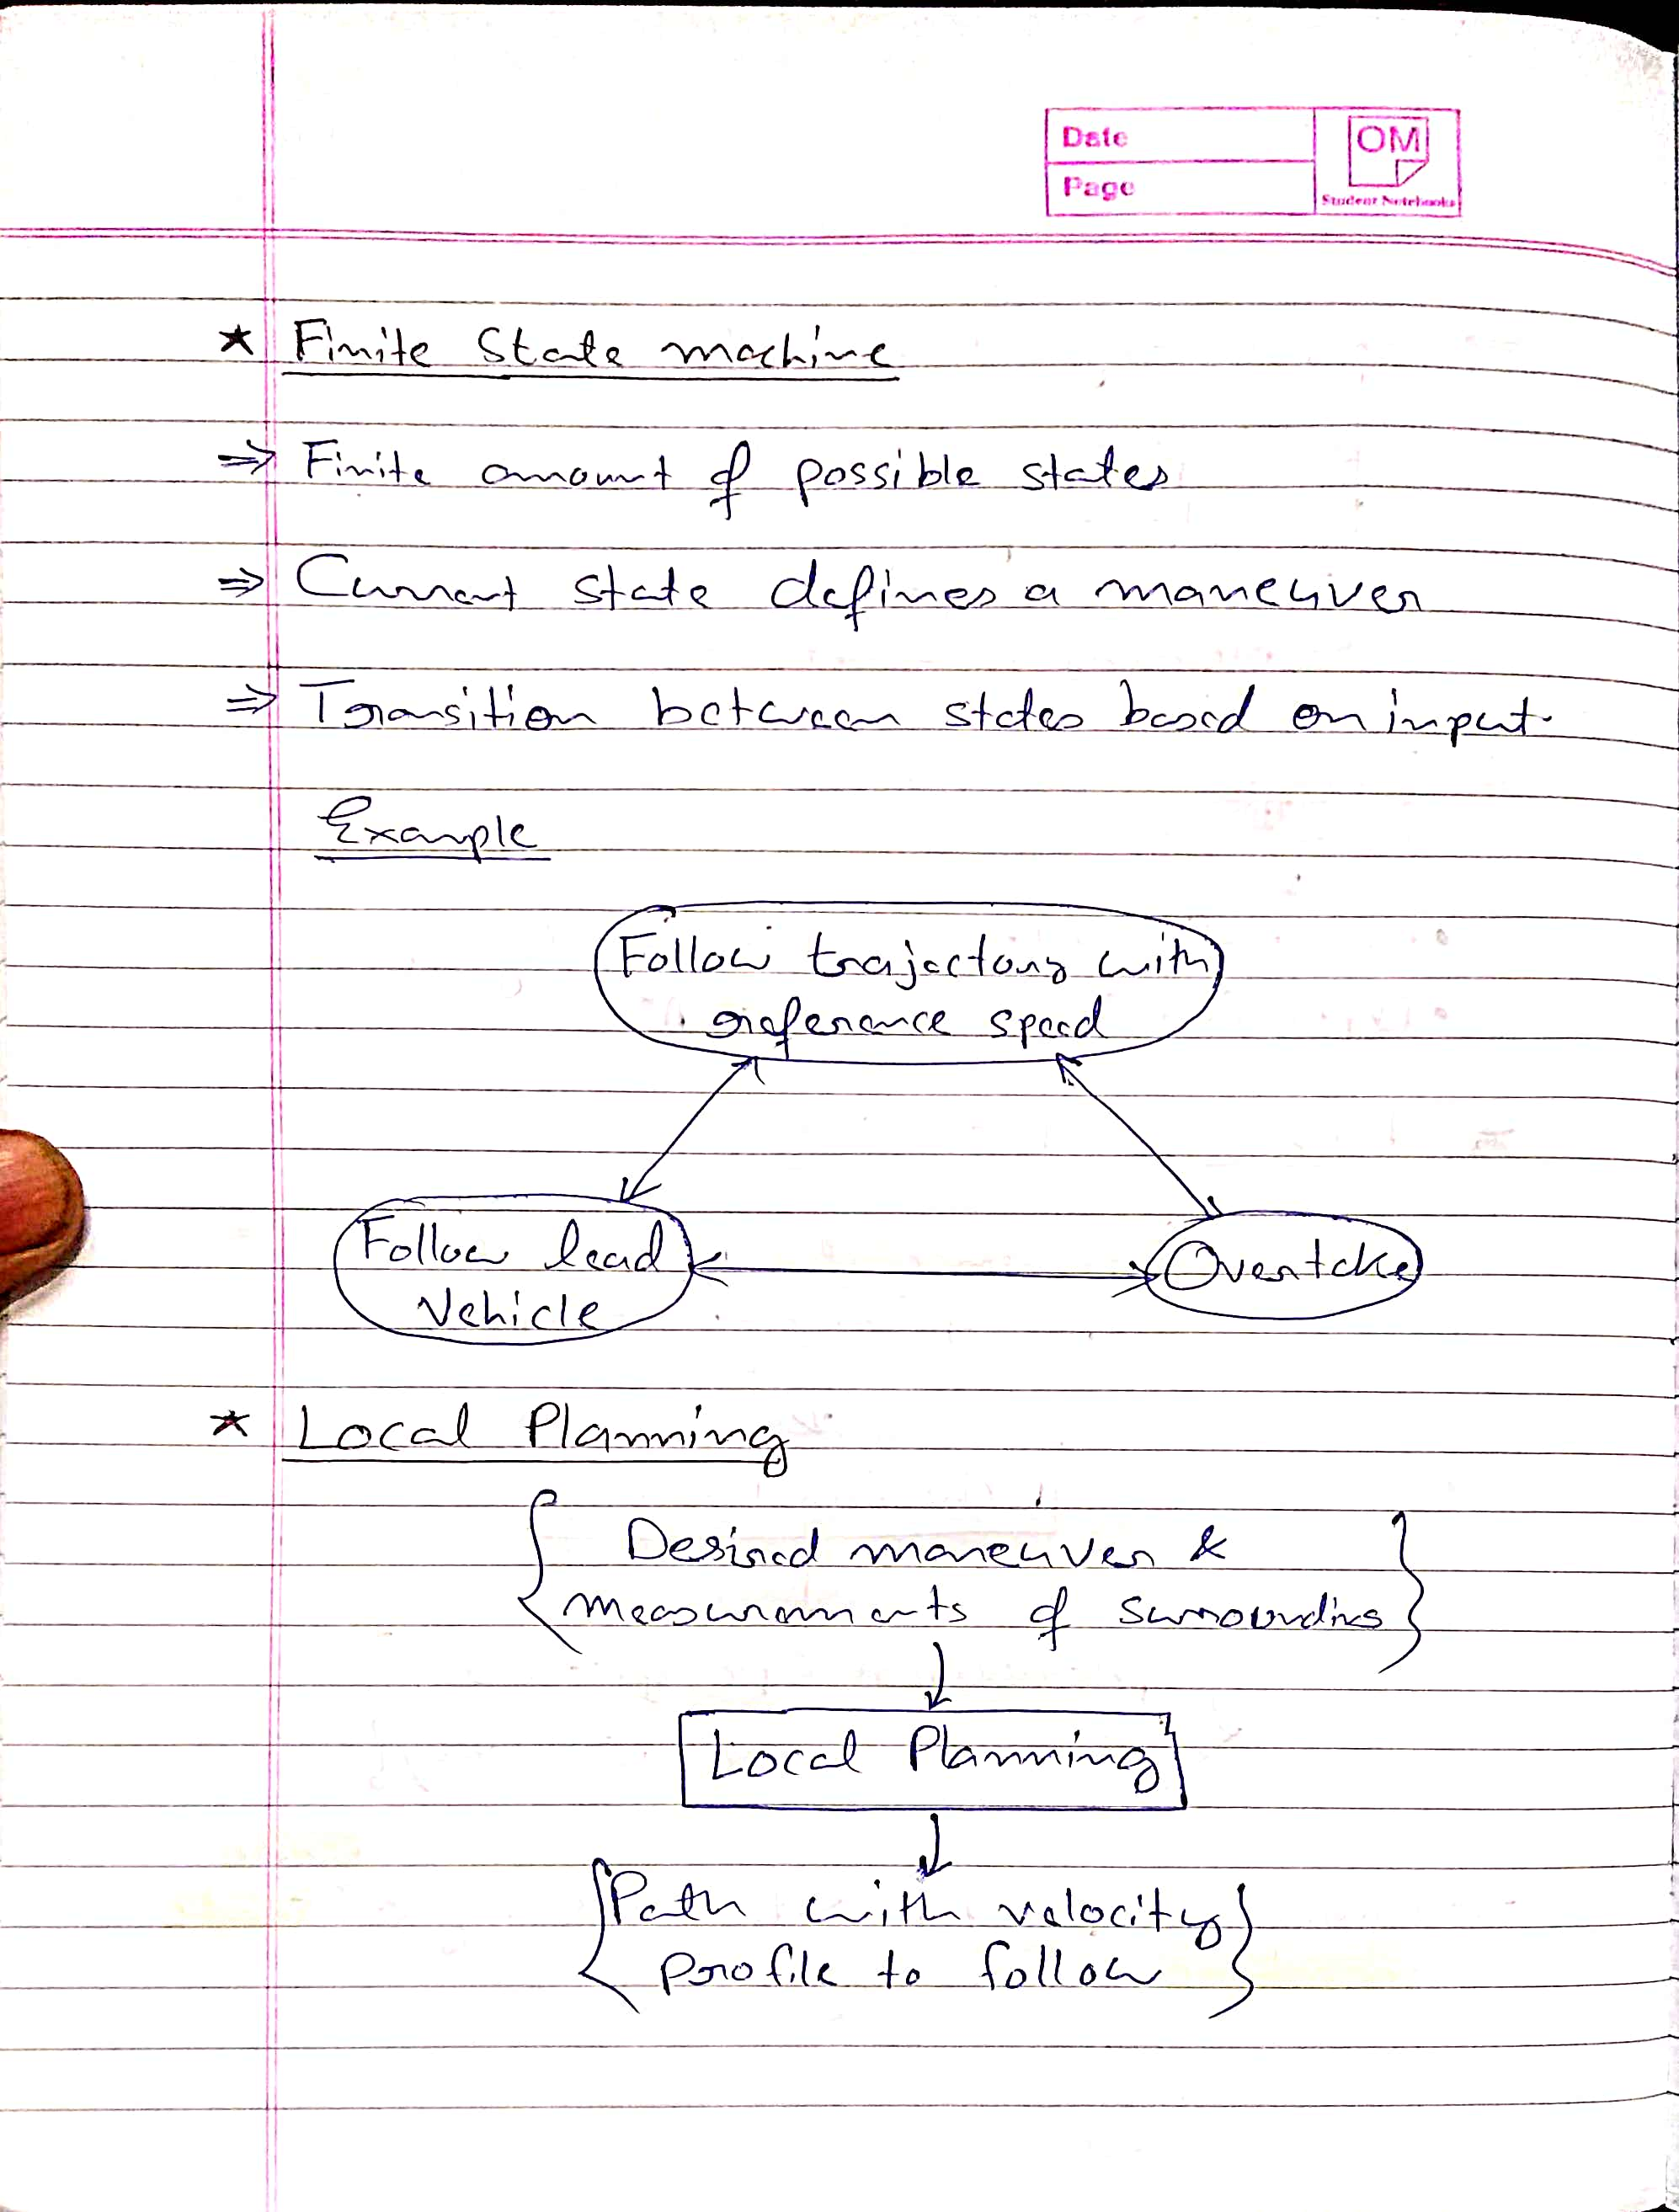 Date
Page
OM
Student Notebooks
★ Finite State machine
⇒ Finite amount of possible states
⇒ Current state defines a maneuver
⇒ Transition between states based on input.
Example
Follow trajectory with
reference speed
Follow lead
Vehicle
Overtake
★ Local Planning
{ Desired maneuver &
measurements of surroundings }
↓
Local Planning
↓
{ Path with velocity
profile to follow }